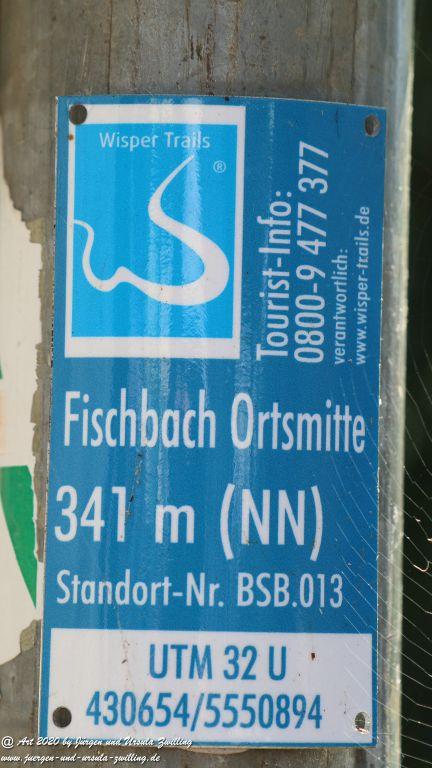 Wisper Trails
®
Tourist-Info:
0800-9 477 377
verantwortlich:
www.wisper-trails.de
Fischbach Ortsmitte
341 m (NN)
Standort-Nr. BSB.013
UTM 32 U
430654/5550894
@ Art 2020 by Jurgen und Ursula Zwilling
www.juergen-und-ursula-zwilling.de